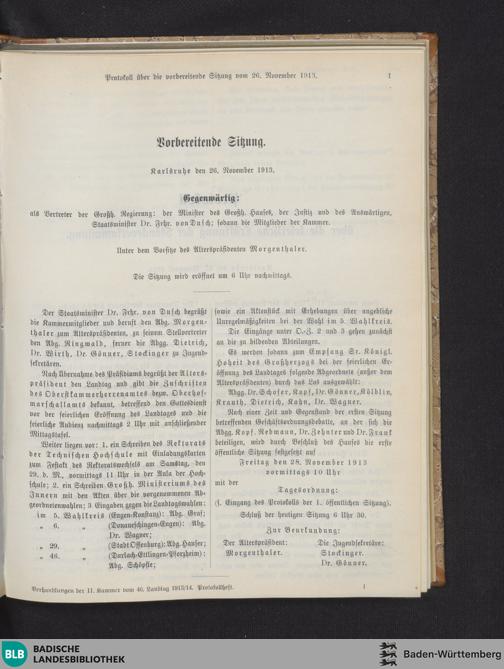 Protokoll über die vorbereitende Sitzung vom 26. November 1913. 1
Vorbereitende Sitzung.
Karlsruhe den 26. November 1913.
Gegenwärtig:
als Vertreter der Großh. Regierung: der Minister des Großh. Hauses, der Justiz und des Auswärtigen,
Staatsminister Dr. Frhr. von Dusch; sodann die Mitglieder der Kammer.
Unter dem Vorsitze des Alterspräsidenten Morgenthaler.
Die Sitzung wird eröffnet um 6 Uhr nachmittags.
Der Staatsminister Dr. Frhr. von Dusch begrüßt
die Kammermitglieder und beruft den Abg. Morgen-
thaler zum Alterspräsidenten, zu seinem Stellvertreter
den Abg. Ringwald, ferner die Abgg. Dietrich,
Dr. Wirth, Dr. Gönner, Stockinger zu Jugend-
sekretären.
Nach Übernahme des Präsidiums begrüßt der Alters-
präsident den Landtag und gibt die Zuschriften
des Oberstkammerherrenamtes bezw. Oberhof-
marschallamts bekannt, betreffend den Gottesdienst
vor der feierlichen Eröffnung des Landtages und die
feierliche Audienz nachmittags 2 Uhr mit anschließender
Mittagstafel.
Weiter liegen vor: 1. ein Schreiben des Rektorats
der Technischen Hochschule mit Einladungskarten
zum Festakt des Rektoratswechsels am Samstag, den
29. d. M., vormittags 11 Uhr in der Aula der Hoch-
schule; 2. ein Schreiben Großh. Ministeriums des
Innern mit den Akten über die vorgenommenen Ab-
geordnetenwahlen; 3 Eingaben gegen die Landtagswahlen:
im 5. Wahlkreis (Engen-Konstanz): Abg. Graf;
„ 6. „ (Donaueschingen-Engen): Abg.
Dr. Wagner;
„ 29. „ (Stadt Offenburg): Abg. Hauser;
„ 46. „ (Durlach-Ettlingen-Pforzheim):
Abg. Schöpfle;
sowie ein Aktenstück mit Erhebungen über angebliche
Unregelmäßigkeiten bei der Wahl im 5. Wahlkreis.
Die Eingänge unter O.-Z. 2 und 3 gehen zunächst
an die zu bildenden Abteilungen.
Es werden sodann zum Empfang Sr. Königl.
Hoheit des Großherzogs bei der feierlichen Er-
öffnung des Landtages folgende Abgeordnete (außer dem
Alterspräsidenten) durch das Los ausgewählt:
Abgg. Dr. Schofer, Kopf, Dr. Gönner, Kölblin,
Krauth, Dietrich, Kahn, Dr. Wagner.
Nach einer Zeit und Gegenstand der ersten Sitzung
betreffenden Geschäftsordnungsdebatte, an der sich die
Abgg. Kopf, Rebmann, Dr. Zehnter und Dr. Frank
beteiligen, wird durch Beschluß des Hauses die erste
öffentliche Sitzung festgesetzt auf
Freitag den 28. November 1913
vormittags 10 Uhr
mit der
Tagesordnung:
(s. Eingang des Protokolls der 1. öffentlichen Sitzung).
Schluß der heutigen Sitzung 6 Uhr 30.
Zur Beurkundung:
Der Alterspräsident: Die Jugendsekretäre:
Morgenthaler. Stockinger.
Dr. Gönner.
Verhandlungen der II. Kammer vom 46. Landtag 1913/14. Protokollheft. 1
BLB BADISCHE
LANDESBIBLIOTHEK
Baden-Württemberg